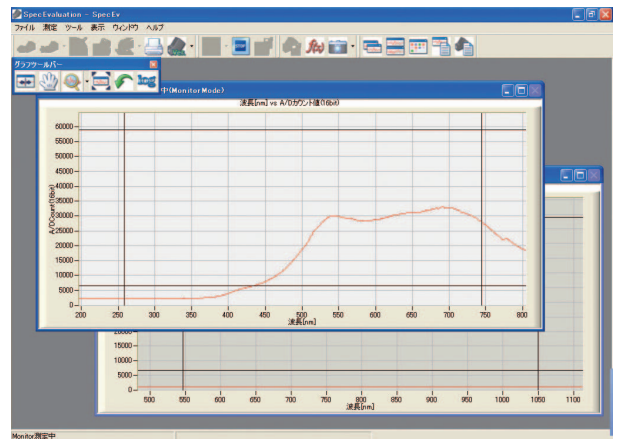 SpecEvaluation - SpecEv
ファイル 測定 ツール 表示 ウィンドウ ヘルプ
グラフツールバー
中(Monitor Mode)
波長[nm] vs A/Dカウント値(16bit)
60000
55000
50000
45000
40000
35000
30000
25000
20000
15000
10000
5000
0
A/DCount(16bit)
200 250 300 350 400 450 500 550 600 650 700 750 800
波長[nm]
20000
15000
10000
5000
0
500 550 600 650 700 750 800 850 900 950 1000 1050 1100
波長[nm]
Monitor測定中